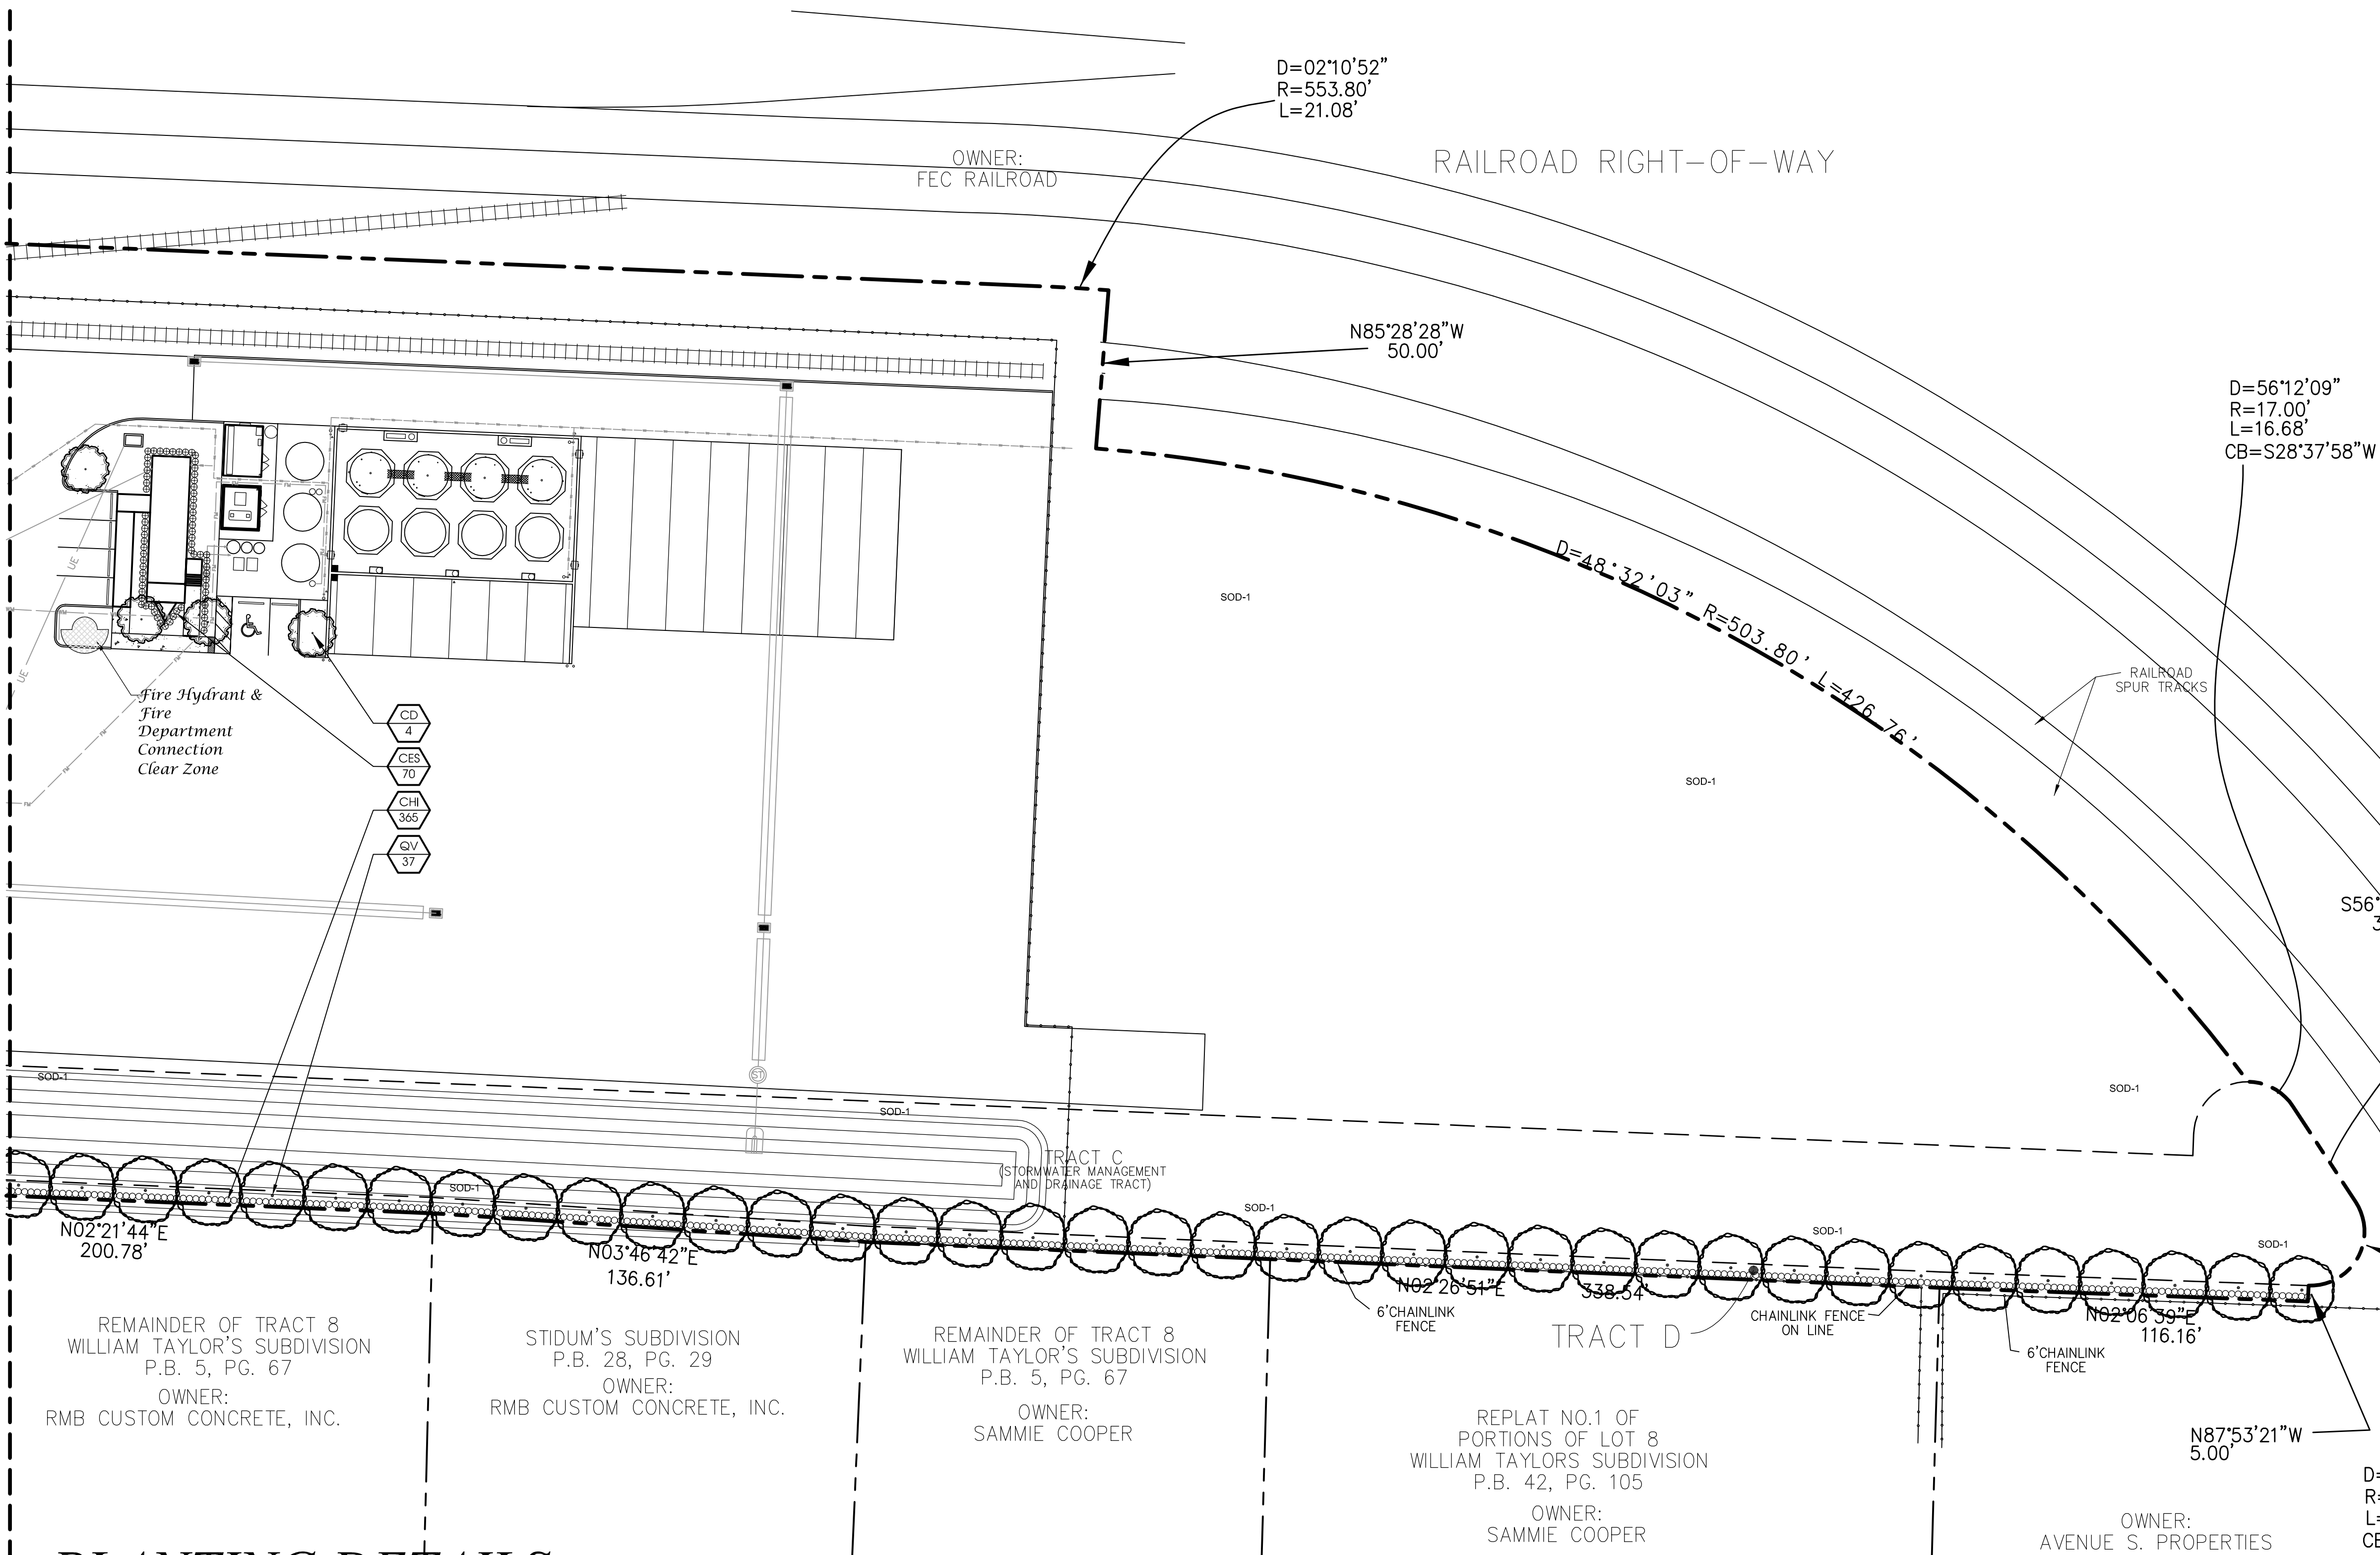 D=02°10'52"
R=553.80'
L=21.08'
OWNER:
FEC RAILROAD
RAILROAD RIGHT-OF-WAY
N85°28'28"W
50.00'
D=56°12'09"
R=17.00'
L=16.68'
CB=S28°37'58"W
D=48°32'03" R=503.80' L=426.76'
SOD-1
RAILROAD
SPUR TRACKS
UE
UE
Fire Hydrant &
Fire
Department
Connection
Clear Zone
CD
4
CES
70
CHI
365
QV
37
SOD-1
S56°
3
SOD-1
SOD-1
SOD-1
ST
TRACT C
(STORMWATER MANAGEMENT
AND DRAINAGE TRACT)
SOD-1
SOD-1
SOD-1
SOD-1
N02°21'44"E
200.78'
N03°46'42"E
136.61'
N02°26'51"E
338.54'
6'CHAINLINK
FENCE
TRACT D
CHAINLINK FENCE
ON LINE
N02°06'39"E
116.16'
6'CHAINLINK
FENCE
REMAINDER OF TRACT 8
WILLIAM TAYLOR'S SUBDIVISION
P.B. 5, PG. 67
OWNER:
RMB CUSTOM CONCRETE, INC.
STIDUM'S SUBDIVISION
P.B. 28, PG. 29
OWNER:
RMB CUSTOM CONCRETE, INC.
REMAINDER OF TRACT 8
WILLIAM TAYLOR'S SUBDIVISION
P.B. 5, PG. 67
OWNER:
SAMMIE COOPER
REPLAT NO.1 OF
PORTIONS OF LOT 8
WILLIAM TAYLORS SUBDIVISION
P.B. 42, PG. 105
OWNER:
SAMMIE COOPER
N87°53'21"W
5.00'
D=
R=
L=
CB
OWNER:
AVENUE S. PROPERTIES
PLANTING DETAILS